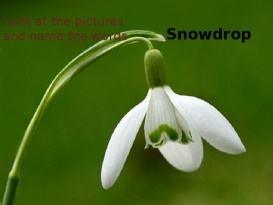 Look at the pictures
and name the words
Snowdrop